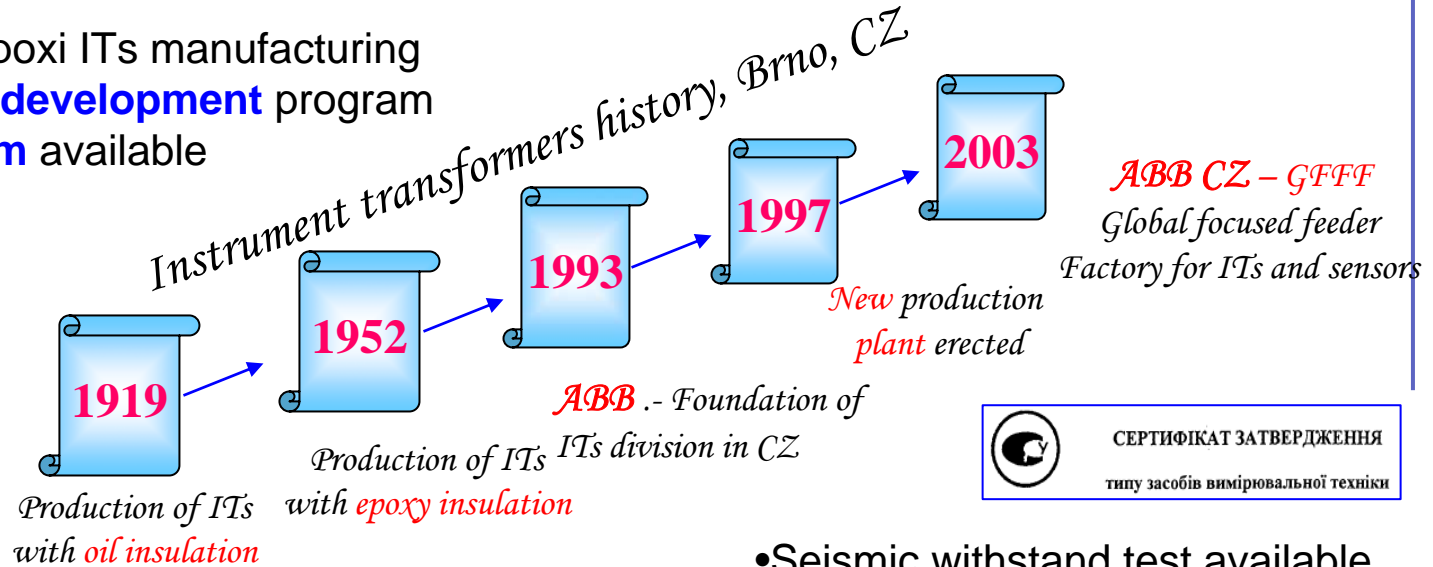 ooxi ITs manufacturing
development program
m available
Instrument transformers history, Brno, CZ
1919
Production of ITs
with oil insulation
1952
Production of ITs
with epoxy insulation
1993
ABB .- Foundation of
ITs division in CZ
1997
New production
plant erected
2003
ABB CZ – GFFF
Global focused feeder
Factory for ITs and sensors
СЕРТИФІКАТ ЗАТВЕРДЖЕННЯ
типу засобів вимірювальної техніки
•Seismic withstand test available